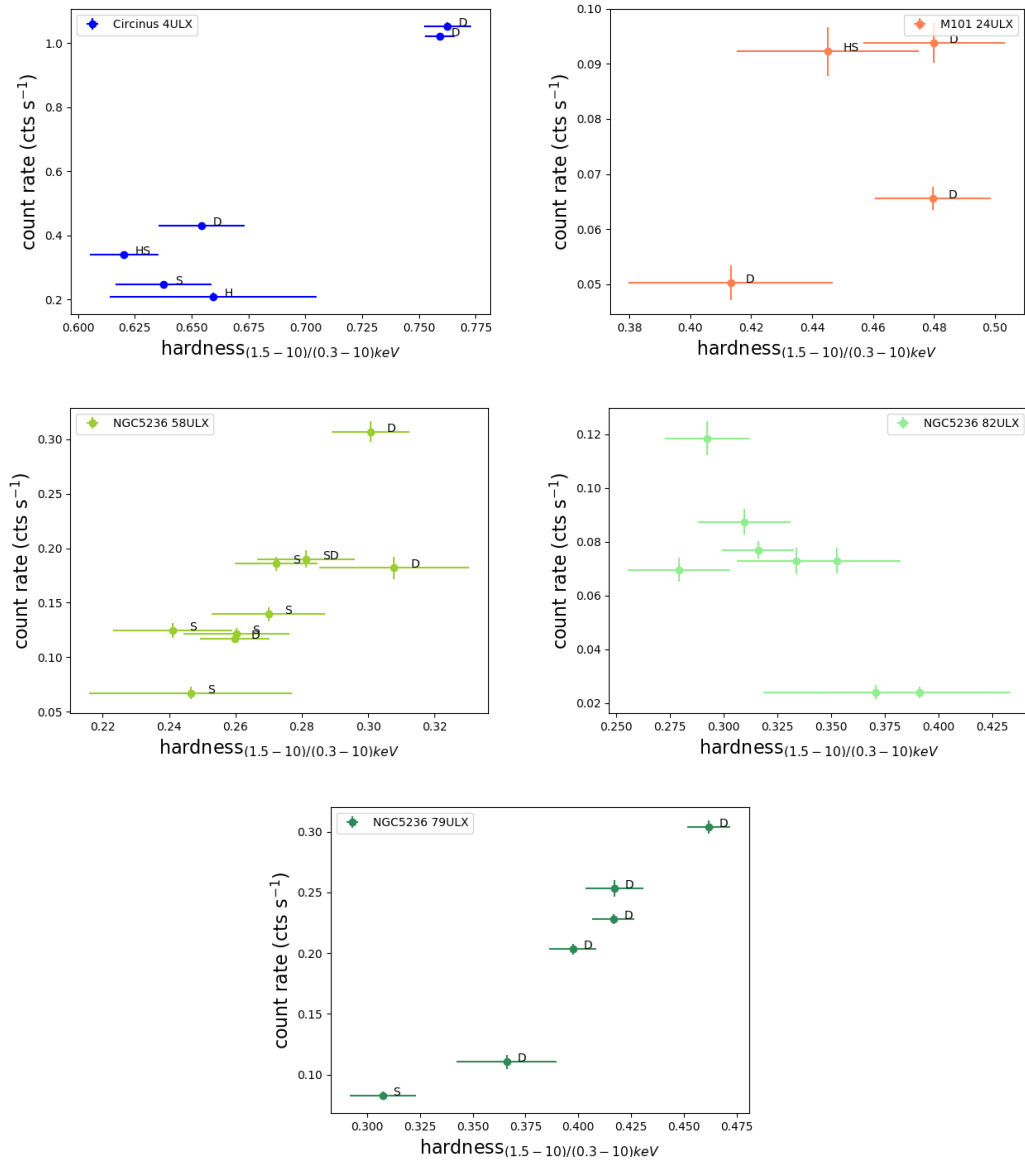 Circinus 4ULX
1.0
0.8
0.6
0.4
0.2
D
D
D
HS
S
H
0.600 0.625 0.650 0.675 0.700 0.725 0.750 0.775
count rate (cts s⁻¹)
hardness(1.5 − 10)/(0.3 − 10)keV
M101 24ULX
0.10
0.09
0.08
0.07
0.06
0.05
D
HS
D
D
0.38 0.40 0.42 0.44 0.46 0.48 0.50
count rate (cts s⁻¹)
hardness(1.5 − 10)/(0.3 − 10)keV
NGC5236 58ULX
0.30
0.25
0.20
0.15
0.10
0.05
D
SD
S
D
S
S
S
D
S
0.22 0.24 0.26 0.28 0.30 0.32
count rate (cts s⁻¹)
hardness(1.5 − 10)/(0.3 − 10)keV
NGC5236 82ULX
0.12
0.10
0.08
0.06
0.04
0.02
0.250 0.275 0.300 0.325 0.350 0.375 0.400 0.425
count rate (cts s⁻¹)
hardness(1.5 − 10)/(0.3 − 10)keV
NGC5236 79ULX
0.30
0.25
0.20
0.15
0.10
D
D
D
D
D
S
0.300 0.325 0.350 0.375 0.400 0.425 0.450 0.475
count rate (cts s⁻¹)
hardness(1.5 − 10)/(0.3 − 10)keV